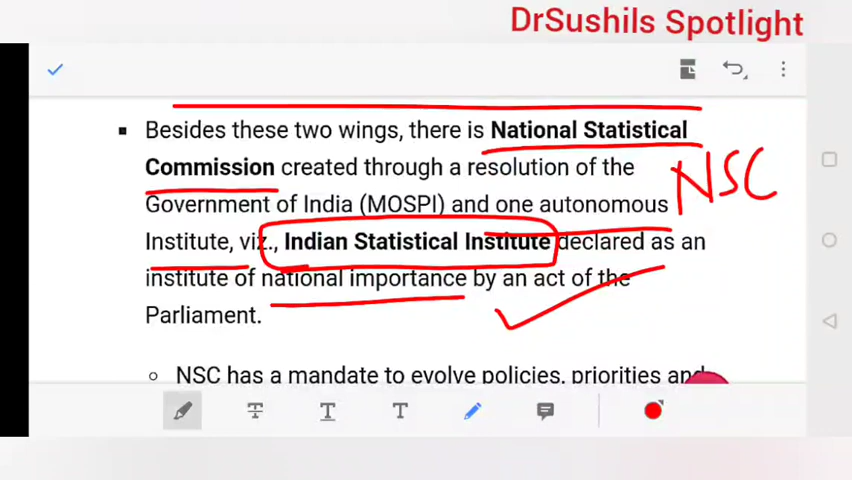 DrSushils Spotlight
Besides these two wings, there is National Statistical
Commission created through a resolution of the
NSC
Government of India (MOSPI) and one autonomous
Institute, viz., Indian Statistical Institute declared as an
institute of national importance by an act of the
Parliament.
NSC has a mandate to evolve policies, priorities and
T
T
T